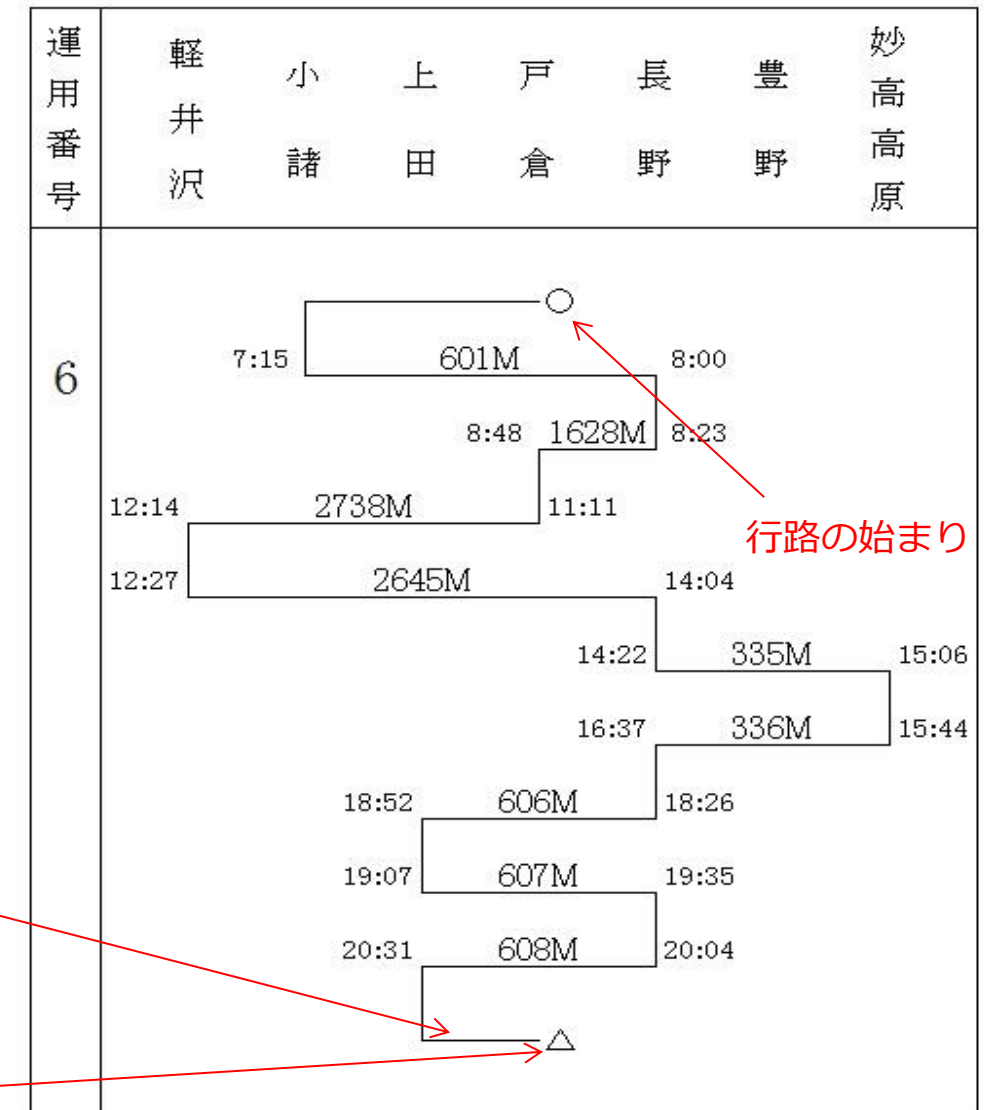 運用番号
軽井沢
小諸
上田
戸倉
長野
豊野
妙高高原
6
7:15 601M 8:00
8:48 1628M 8:23
12:14 2738M 11:11
行路の始まり
12:27 2645M 14:04
14:22 335M 15:06
16:37 336M 15:44
18:52 606M 18:26
19:07 607M 19:35
20:31 608M 20:04